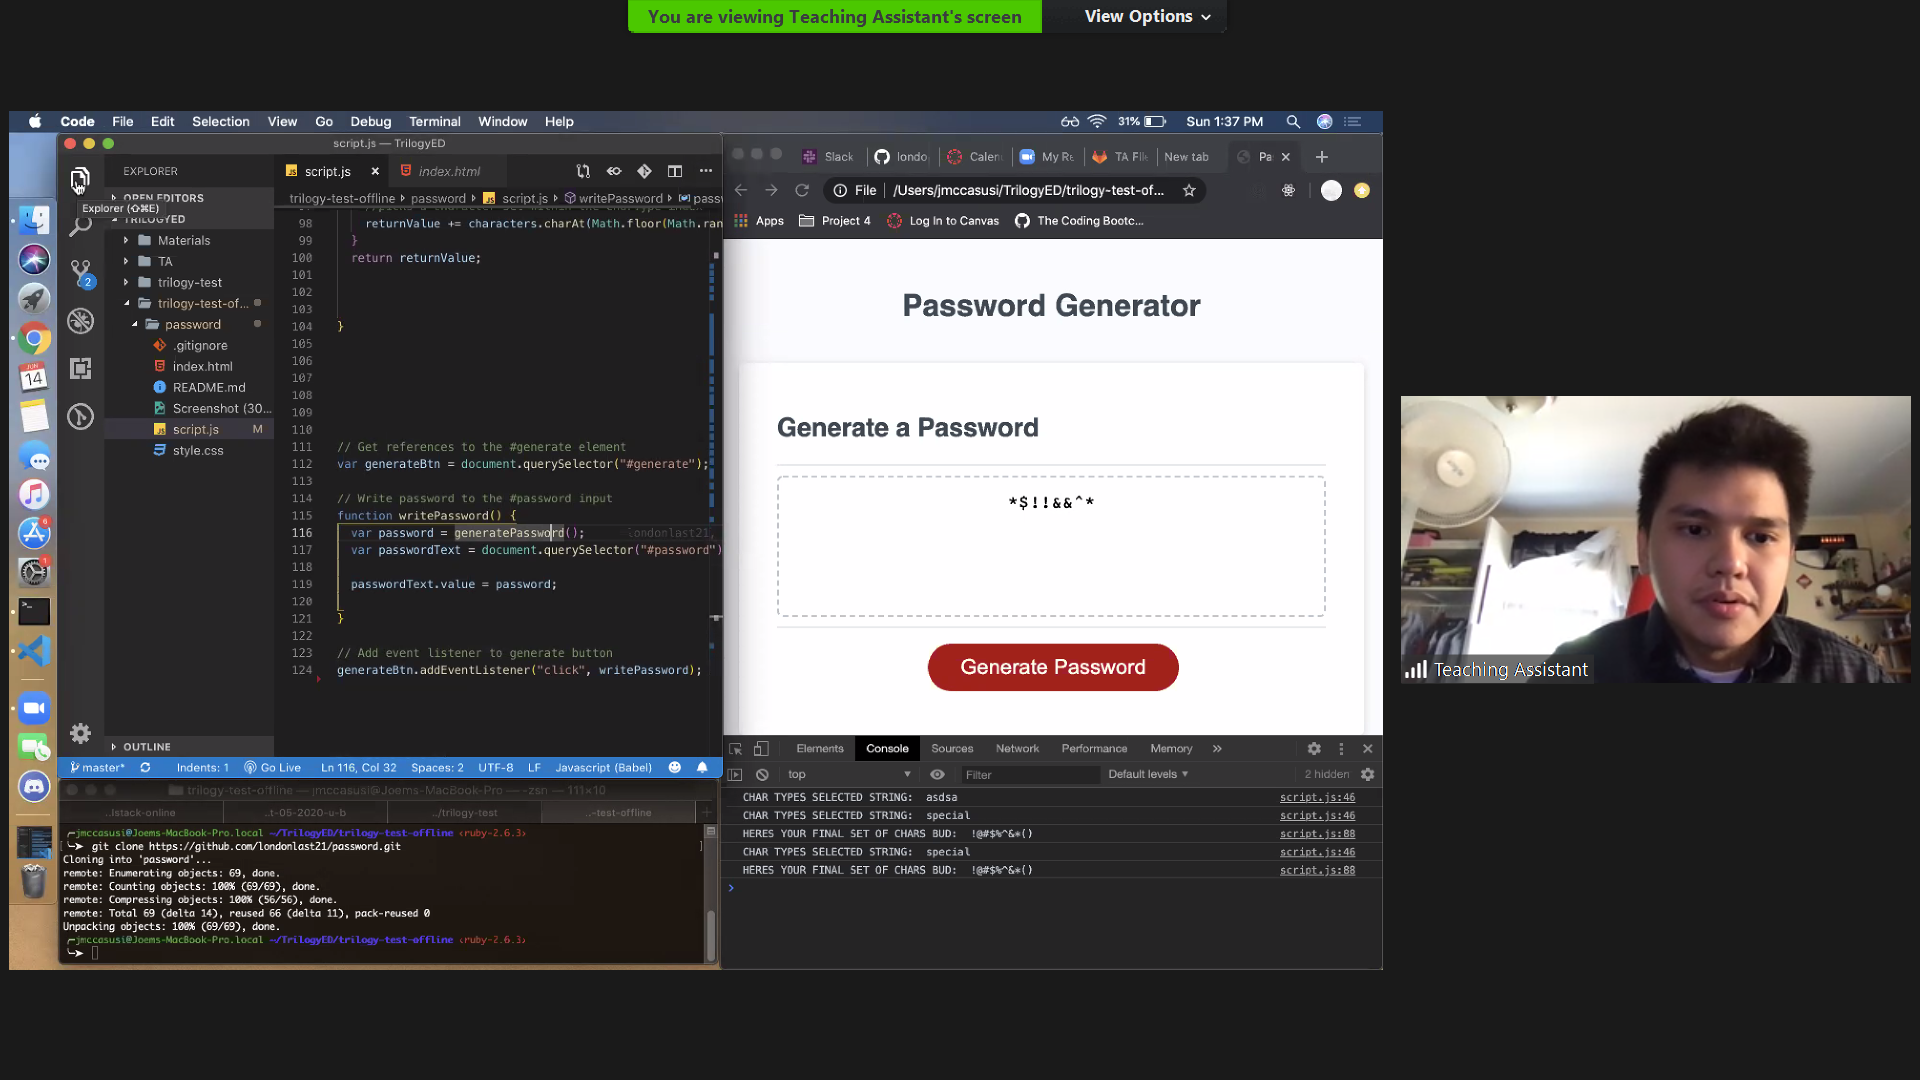 You are viewing Teaching Assistant's screen
View Options
Code File Edit Selection View Go Debug Terminal Window Help
31% Sun 1:37 PM
script.js — TrilogyED
EXPLORER
script.js
index.html
OPEN EDITORS
Explorer (⇧⌘E)
TRILOGYED
Materials
TA
trilogy-test
trilogy-test-of...
password
.gitignore
index.html
README.md
Screenshot (30...
script.js M
style.css
OUTLINE
2
trilogy-test-offline › password › script.js › writePassword › passw
98 returnValue += characters.charAt(Math.floor(Math.ran
99 }
100 return returnValue;
101
102
103
104 }
105
106
107
108
109
110
111 // Get references to the #generate element
112 var generateBtn = document.querySelector("#generate");
113
114 // Write password to the #password input
115 function writePassword() {
116 var password = generatePassword(); londonlast21,
117 var passwordText = document.querySelector("#password")
118
119 passwordText.value = password;
120
121 }
122
123 // Add event listener to generate button
124 generateBtn.addEventListener("click", writePassword);
master* Indents: 1 Go Live Ln 116, Col 32 Spaces: 2 UTF-8 LF Javascript (Babel)
JUN
14
6
1
trilogy-test-offline — jmccasusi@Joems-MacBook-Pro — -zsh — 111×10
..lstack-online ..t-05-2020-u-b ../trilogy-test ..-test-offline
jmccasusi@Joems-MacBook-Pro.local ~/TrilogyED/trilogy-test-offline ‹ruby-2.6.3›
git clone https://github.com/londonlast21/password.git
Cloning into 'password'...
remote: Enumerating objects: 69, done.
remote: Counting objects: 100% (69/69), done.
remote: Compressing objects: 100% (56/56), done.
remote: Total 69 (delta 14), reused 66 (delta 11), pack-reused 0
Unpacking objects: 100% (69/69), done.
jmccasusi@Joems-MacBook-Pro.local ~/TrilogyED/trilogy-test-offline ‹ruby-2.6.3›
Slack londo Calen My Re TA Fil New tab Pa
File /Users/jmccasusi/TrilogyED/trilogy-test-of...
Apps Project 4 Log In to Canvas The Coding Bootc...
Password Generator
Generate a Password
*$!!&&^*
Generate Password
Elements Console Sources Network Performance Memory »
top Filter Default levels 2 hidden
CHAR TYPES SELECTED STRING: asdsa script.js:46
CHAR TYPES SELECTED STRING: special script.js:46
HERES YOUR FINAL SET OF CHARS BUD: !@#$%^&*() script.js:88
CHAR TYPES SELECTED STRING: special script.js:46
HERES YOUR FINAL SET OF CHARS BUD: !@#$%^&*() script.js:88
Teaching Assistant